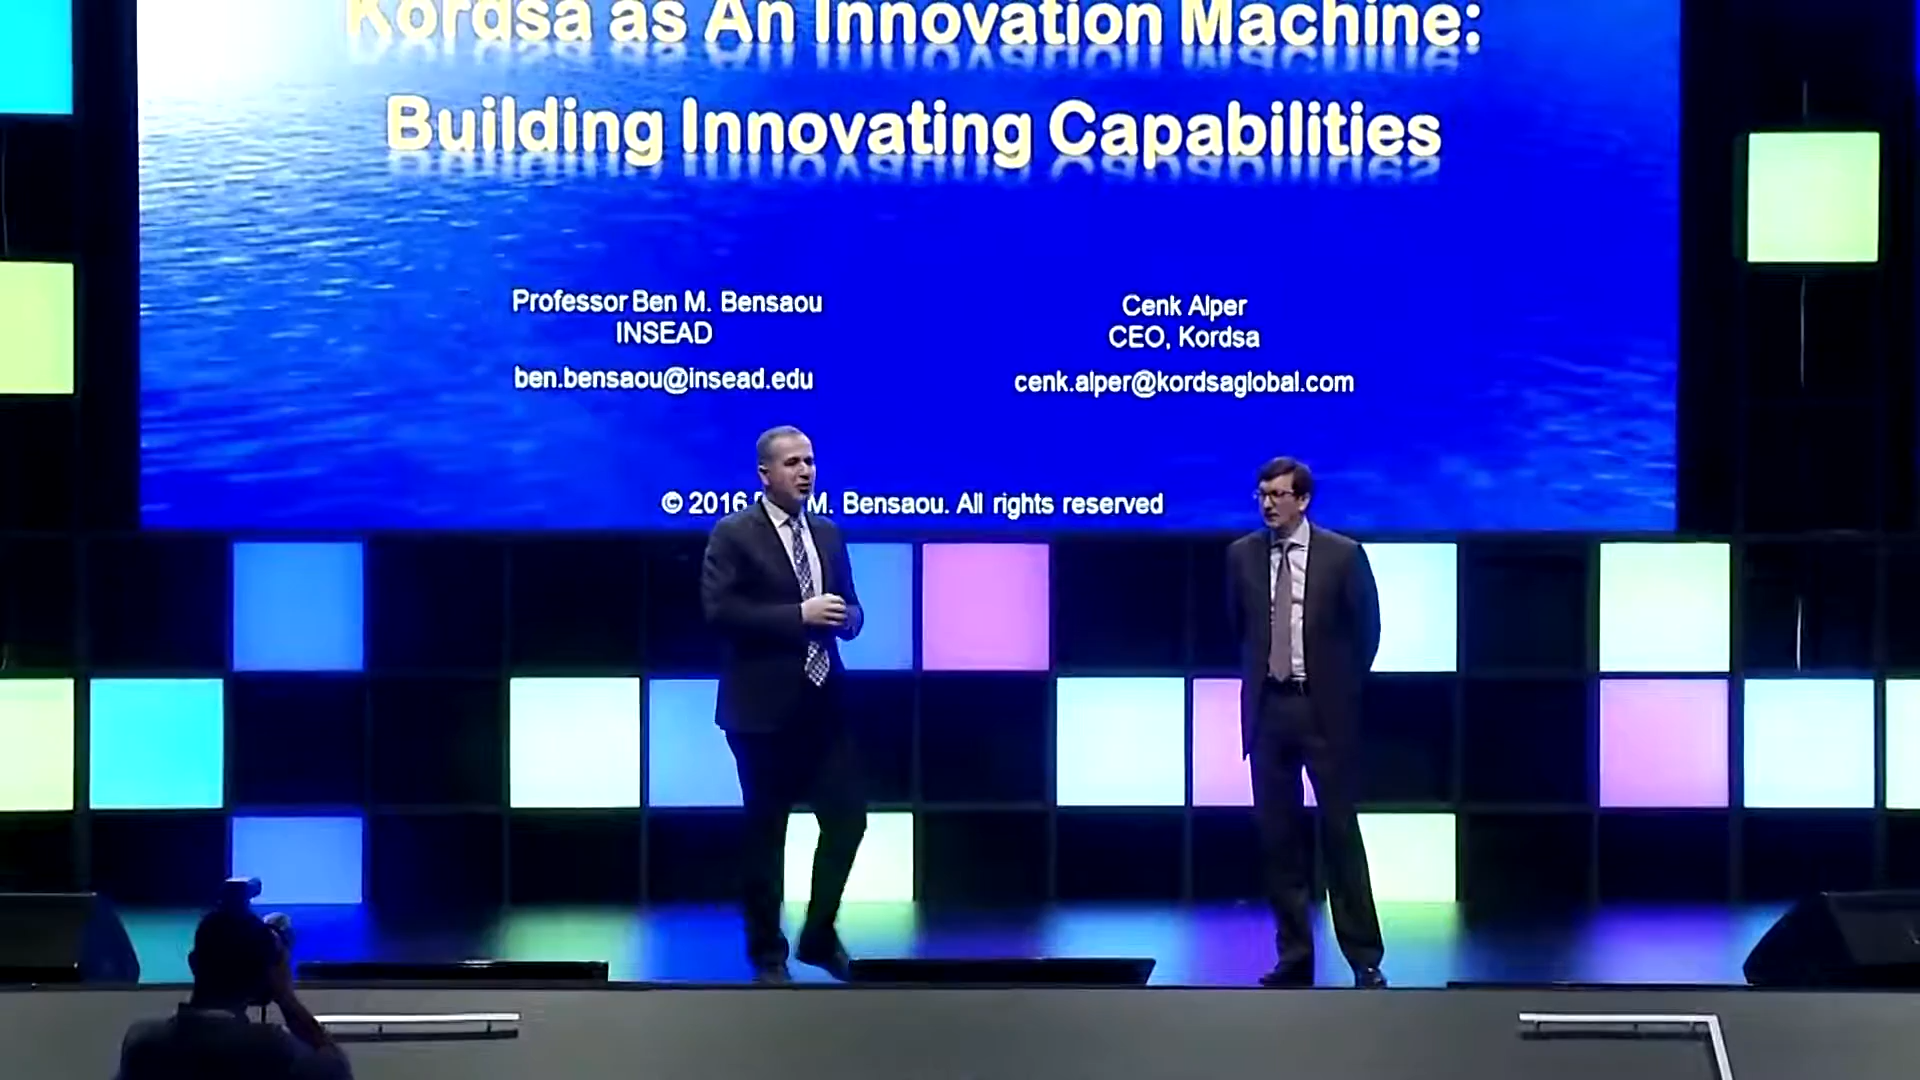 Kordsa as An Innovation Machine:
Building Innovating Capabilities
Professor Ben M. Bensaou
INSEAD
ben.bensaou@insead.edu
Cenk Alper
CEO, Kordsa
cenk.alper@kordsaglobal.com
© 2016 M. Bensaou. All rights reserved